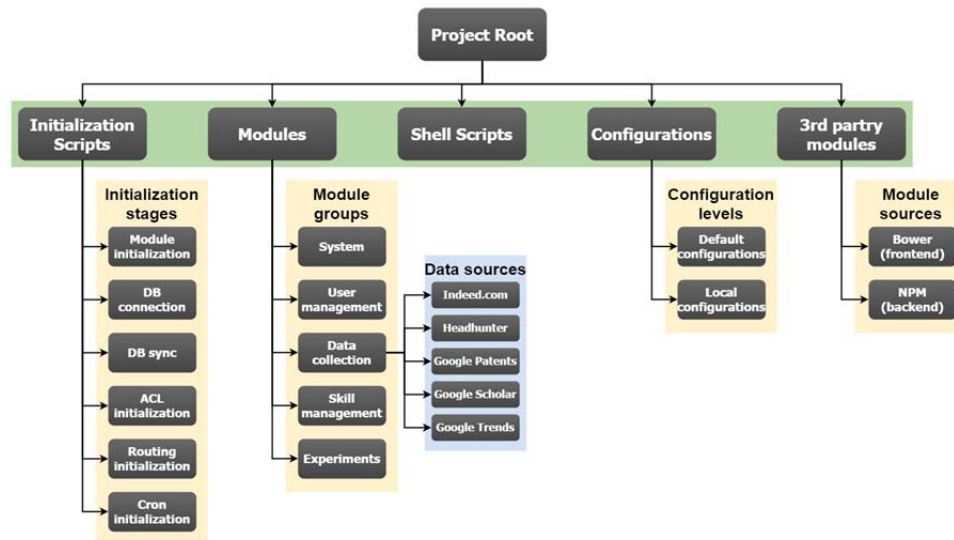 Project Root
Initialization
Scripts
Modules
Shell Scripts
Configurations
3rd partry
modules
Initialization
stages
Module
initialization
DB
connection
DB sync
ACL
initialization
Routing
initialization
Cron
initialization
Module
groups
System
User
management
Data
collection
Skill
management
Experiments
Data sources
Indeed.com
Headhunter
Google Patents
Google Scholar
Google Trends
Configuration
levels
Default
configurations
Local
configurations
Module
sources
Bower
(frontend)
NPM
(backend)